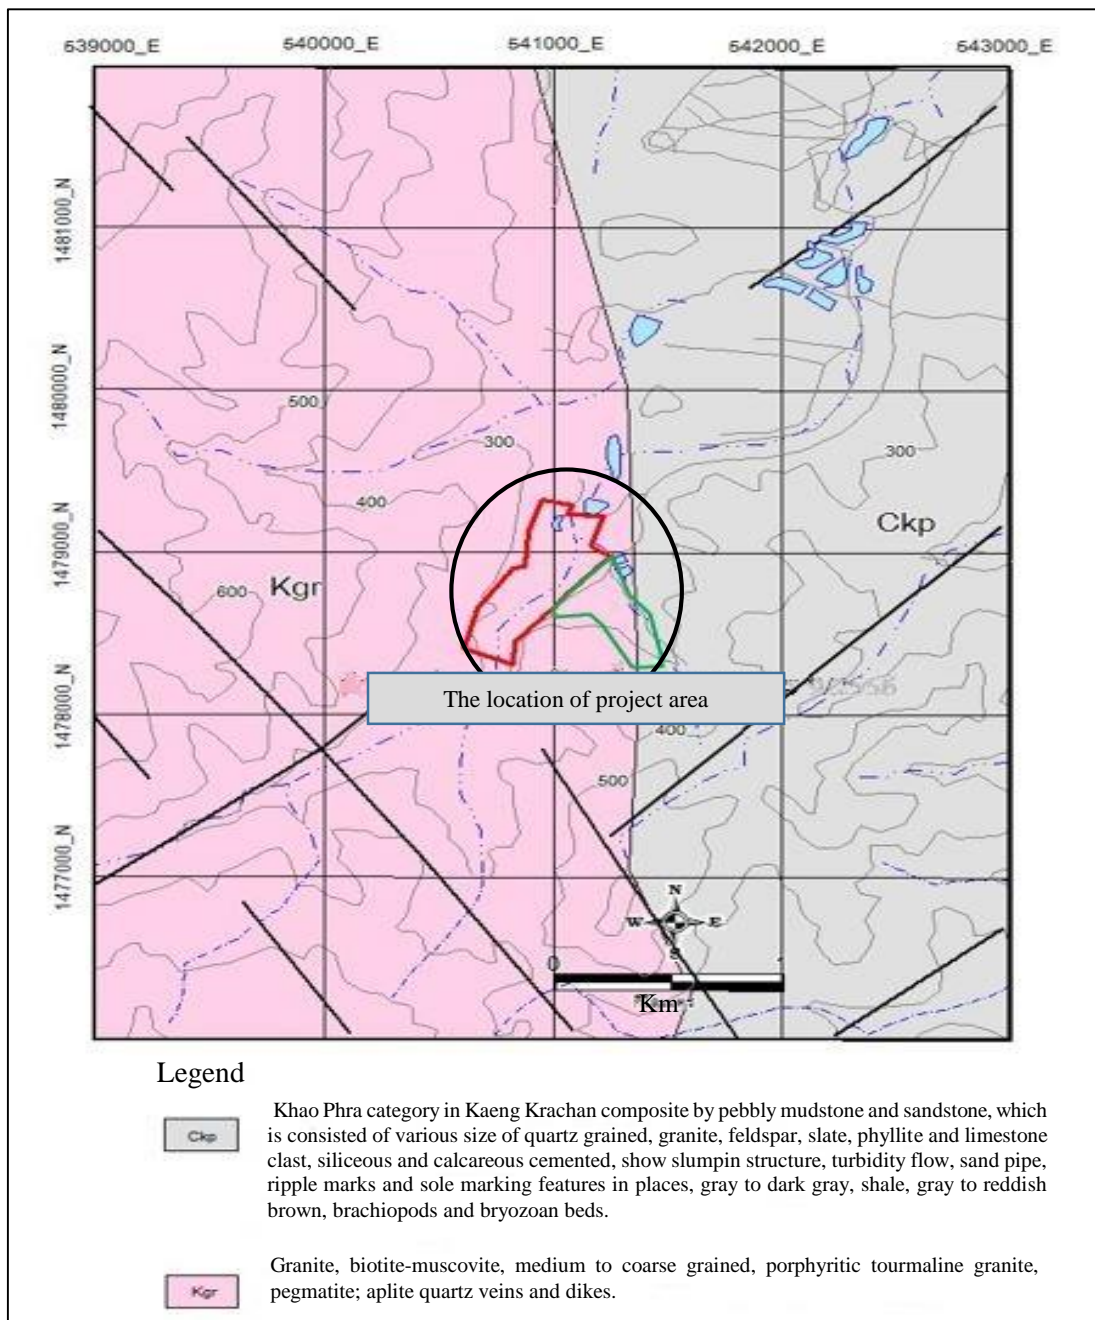 539000_E 540000_E 541000_E 542000_E 543000_E
1481000_N
1480000_N
500
300
300
400
Ckp
1479000_N
600
Kgr
The location of project area
1478000_N
400
500
1477000_N
N
W E
S
0
Km
Legend
Ckp
Khao Phra category in Kaeng Krachan composite by pebbly mudstone and sandstone, which
is consisted of various size of quartz grained, granite, feldspar, slate, phyllite and limestone
clast, siliceous and calcareous cemented, show slumpin structure, turbidity flow, sand pipe,
ripple marks and sole marking features in places, gray to dark gray, shale, gray to reddish
brown, brachiopods and bryozoan beds.
Granite, biotite-muscovite, medium to coarse grained, porphyritic tourmaline granite,
Kgr
pegmatite; aplite quartz veins and dikes.